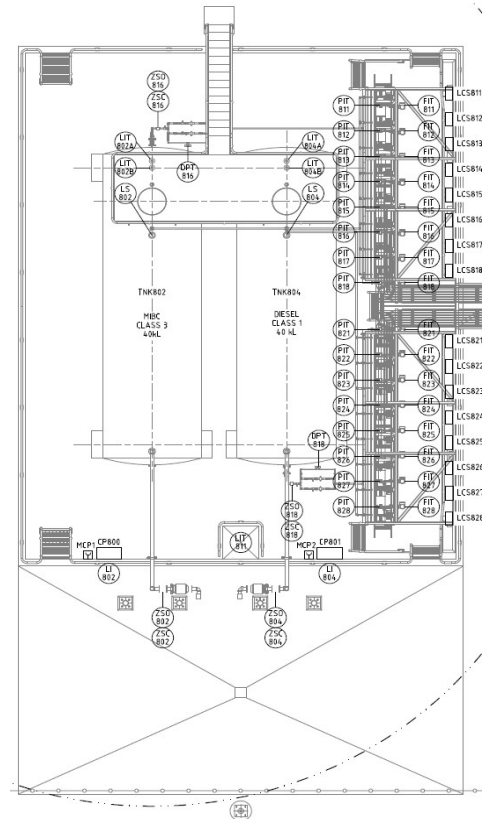 ZSO
816
ZSC
816
LIT
802A
LIT
802B
LS
802
DPT
816
LIT
804A
LIT
804B
LS
804
TNK802
MIBC
CLASS 3
40kL
TNK804
DIESEL
CLASS 1
40 kL
PIT
811
FIT
811
LCS811
PIT
812
FIT
812
LCS812
PIT
813
FIT
813
LCS813
PIT
814
FIT
814
LCS814
PIT
815
FIT
815
LCS815
PIT
816
FIT
816
LCS816
PIT
817
FIT
817
LCS817
PIT
818
FIT
818
LCS818
PIT
821
FIT
821
LCS821
PIT
822
FIT
822
LCS822
PIT
823
FIT
823
LCS823
PIT
824
FIT
824
LCS824
PIT
825
FIT
825
LCS825
PIT
826
FIT
826
LCS826
PIT
827
FIT
827
LCS827
PIT
828
FIT
828
LCS828
DPT
818
ZSO
818
ZSC
818
LIT
811
MCP1
CP800
LI
802
MCP2
CP801
LI
804
ZSO
802
ZSC
802
ZSO
804
ZSC
804